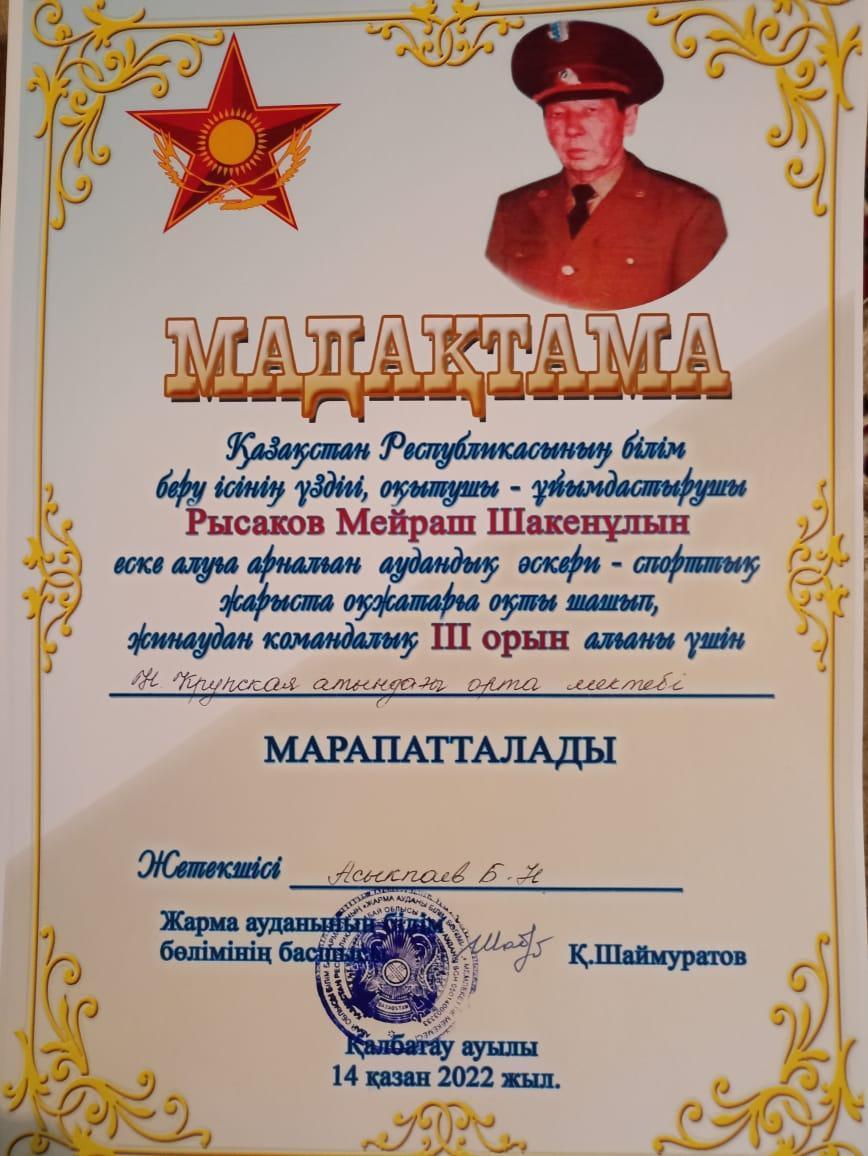 МАДАҚТАМА
Қазақстан Республикасының білім
беру ісінің үздігі, оқытушы - ұйымдастырушы
Рысаков Мейраш Шакенұлын
еске алуға арналған аудандық әскери - спорттық
жарыста оқжатарға оқты шашып,
жинаудан командалық III орын алғаны үшін
Н. Крупская атындағы орта мектебі
МАРАПАТТАЛАДЫ
Жетекшісі Асыкпаев Б.Н
Жарма ауданының білім
бөлімінің басшысы Қ.Шаймуратов
Қалбатау ауылы
14 қазан 2022 жыл.